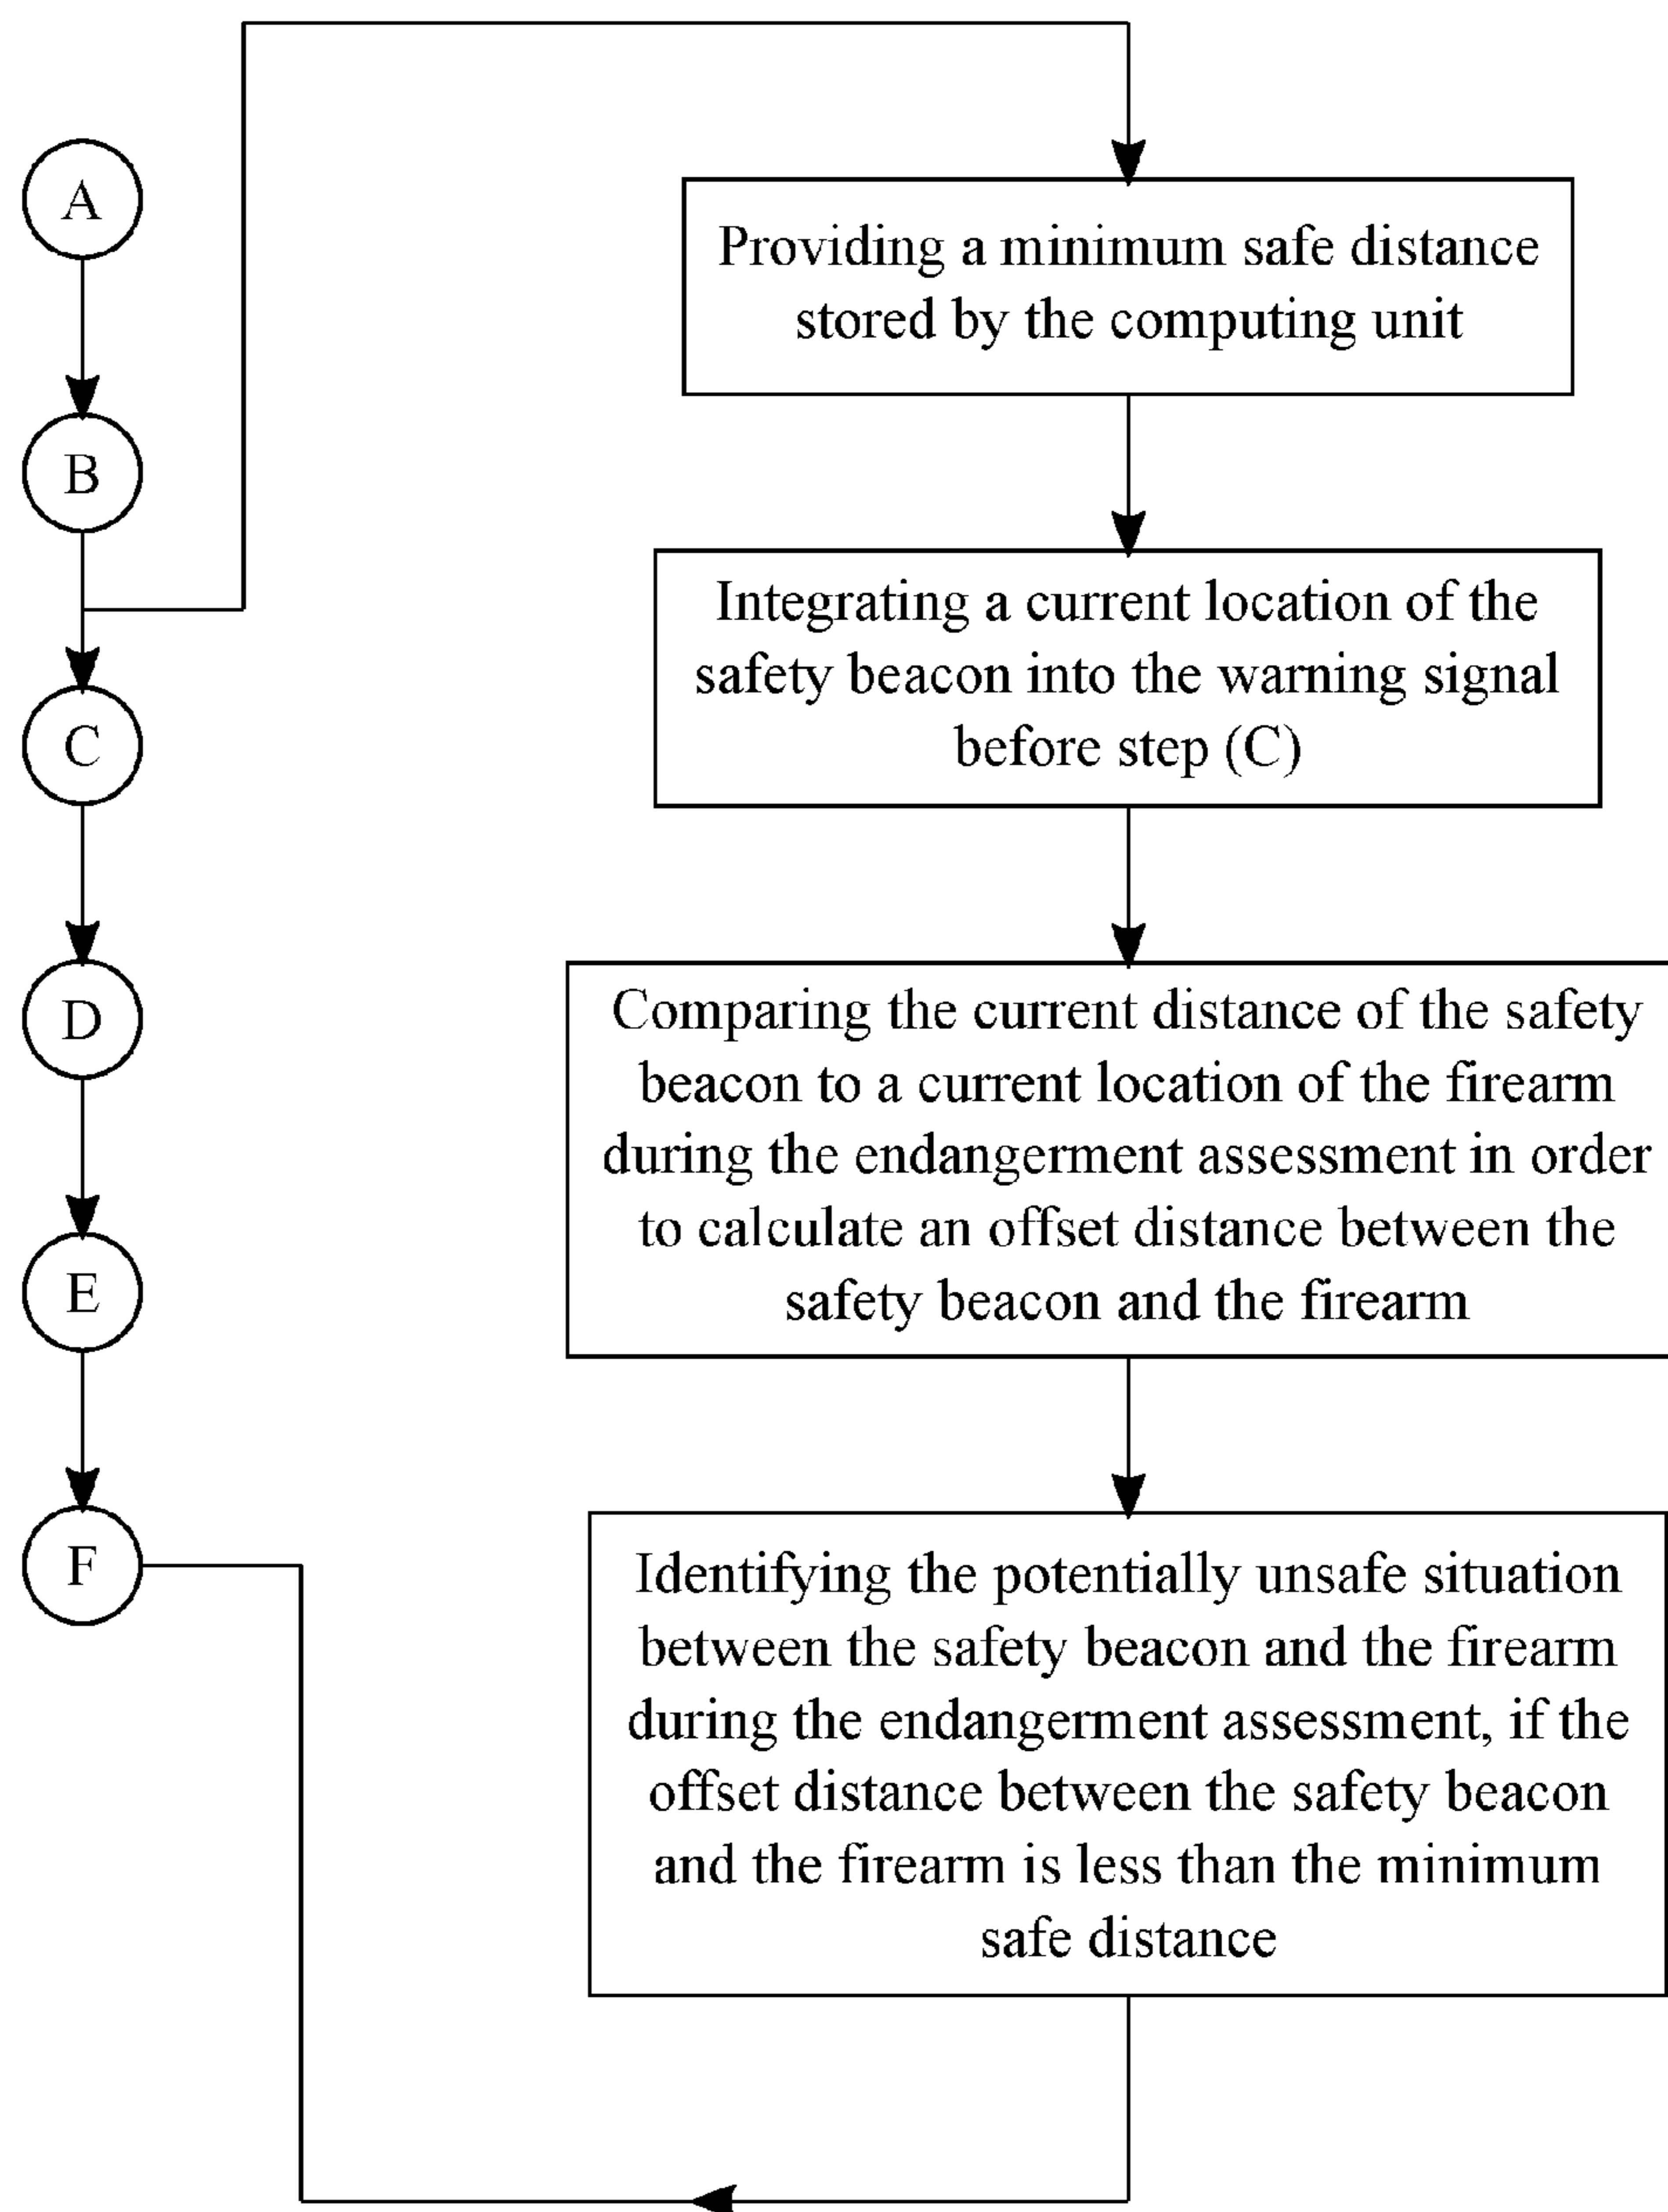 A
B
C
D
E
F
Providing a minimum safe distance
stored by the computing unit
Integrating a current location of the
safety beacon into the warning signal
before step (C)
Comparing the current distance of the safety
beacon to a current location of the firearm
during the endangerment assessment in order
to calculate an offset distance between the
safety beacon and the firearm
Identifying the potentially unsafe situation
between the safety beacon and the firearm
during the endangerment assessment, if the
offset distance between the safety beacon
and the firearm is less than the minimum
safe distance